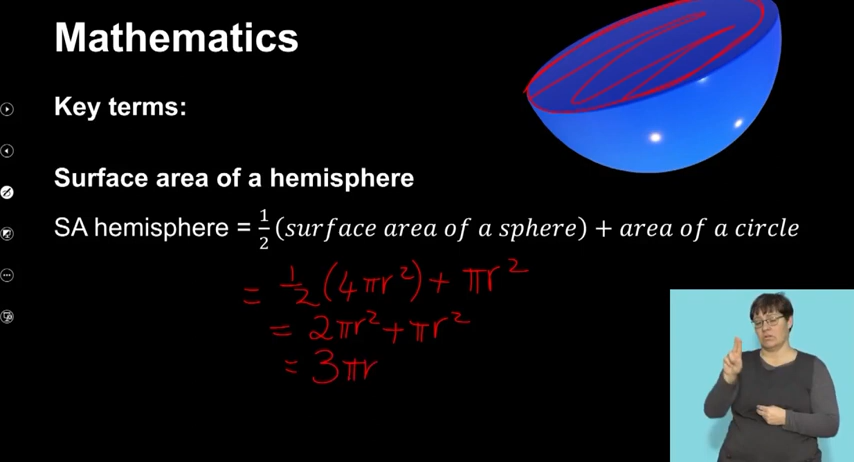 Mathematics
Key terms:
Surface area of a hemisphere
SA hemisphere = 1/2 (surface area of a sphere) + area of a circle
= 1/2 (4πr²) + πr²
= 2πr² + πr²
= 3πr